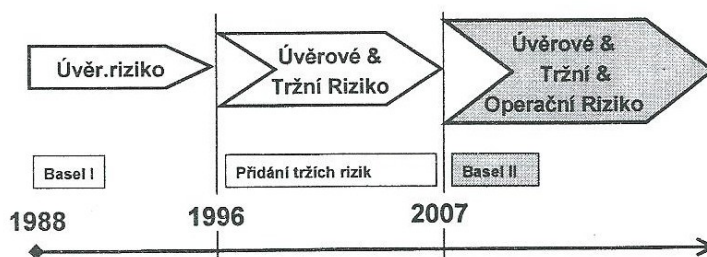 Úvěr.riziko
Úvěrové &
Tržní Riziko
Úvěrové &
Tržní &
Operační Riziko
Basel I
Přidání tržích rizik
Basel II
1988
1996
2007